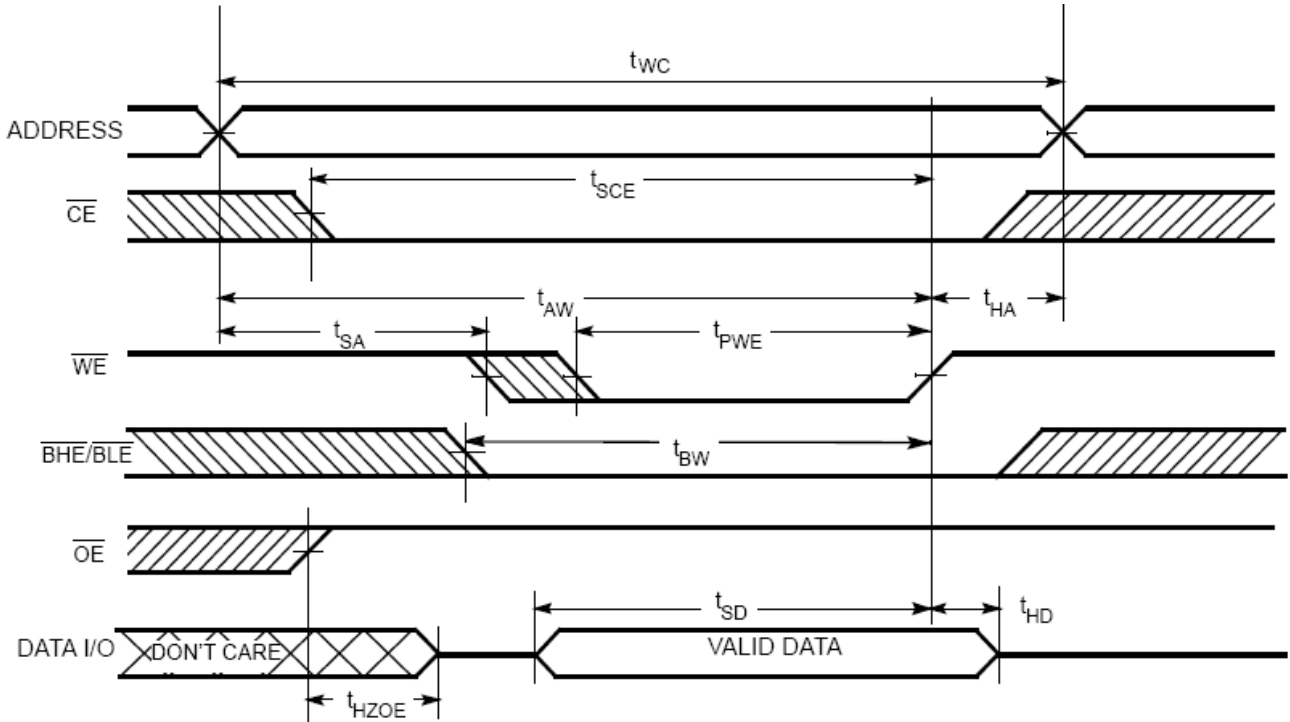 tWC
ADDRESS
tSCE
CE
tAW
tHA
tSA
tPWE
WE
BHE/BLE
tBW
OE
tSD
tHD
DATA I/O
DON'T CARE
VALID DATA
tHZOE